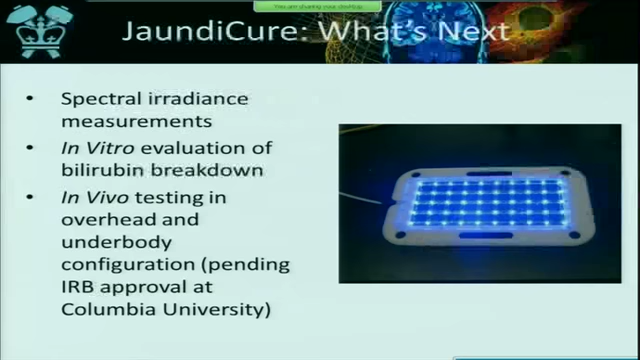 You are sharing your desktop.
JaundiCure: What's Next
• Spectral irradiance
measurements
• In Vitro evaluation of
bilirubin breakdown
• In Vivo testing in
overhead and
underbody
configuration (pending
IRB approval at
Columbia University)